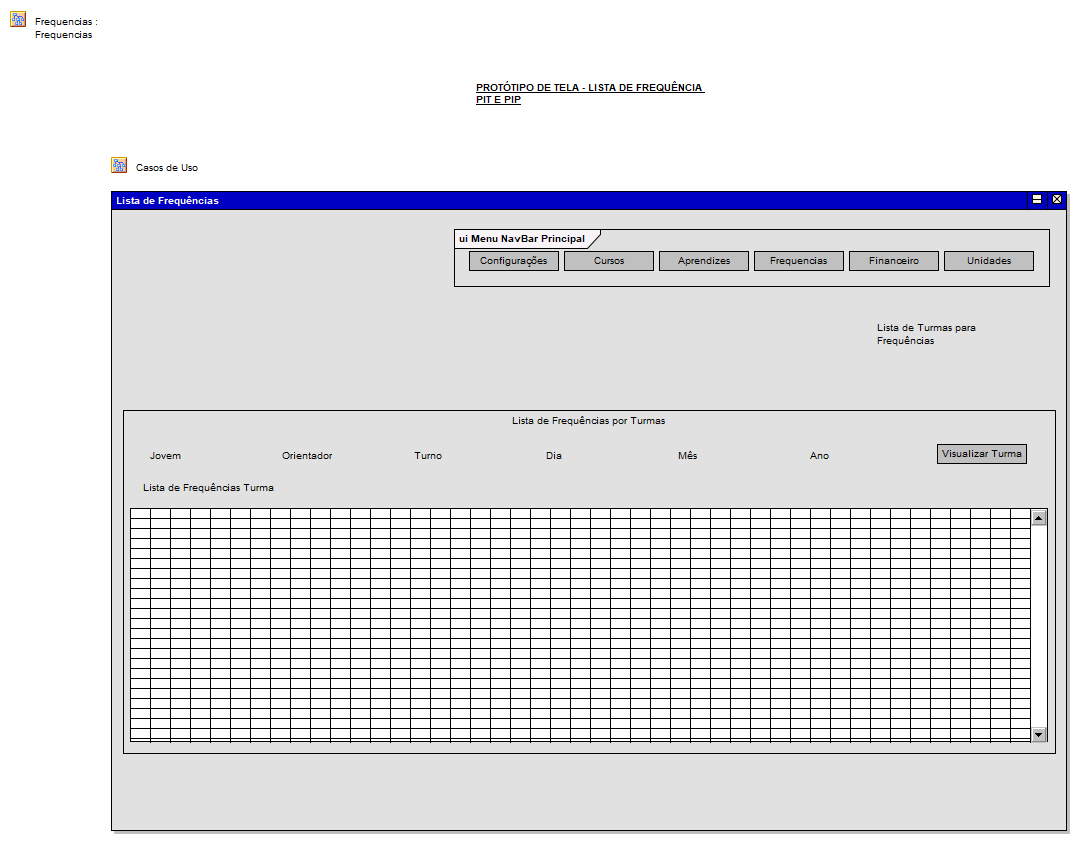 Frequencias :
Frequencias
PROTÓTIPO DE TELA - LISTA DE FREQUÊNCIA
PIT E PIP
Casos de Uso
Lista de Frequências
ui Menu NavBar Principal
Configurações Cursos Aprendizes Frequencias Financeiro Unidades
Lista de Turmas para
Frequências
Lista de Frequências por Turmas
Jovem Orientador Turno Dia Mês Ano Visualizar Turma
Lista de Frequências Turma